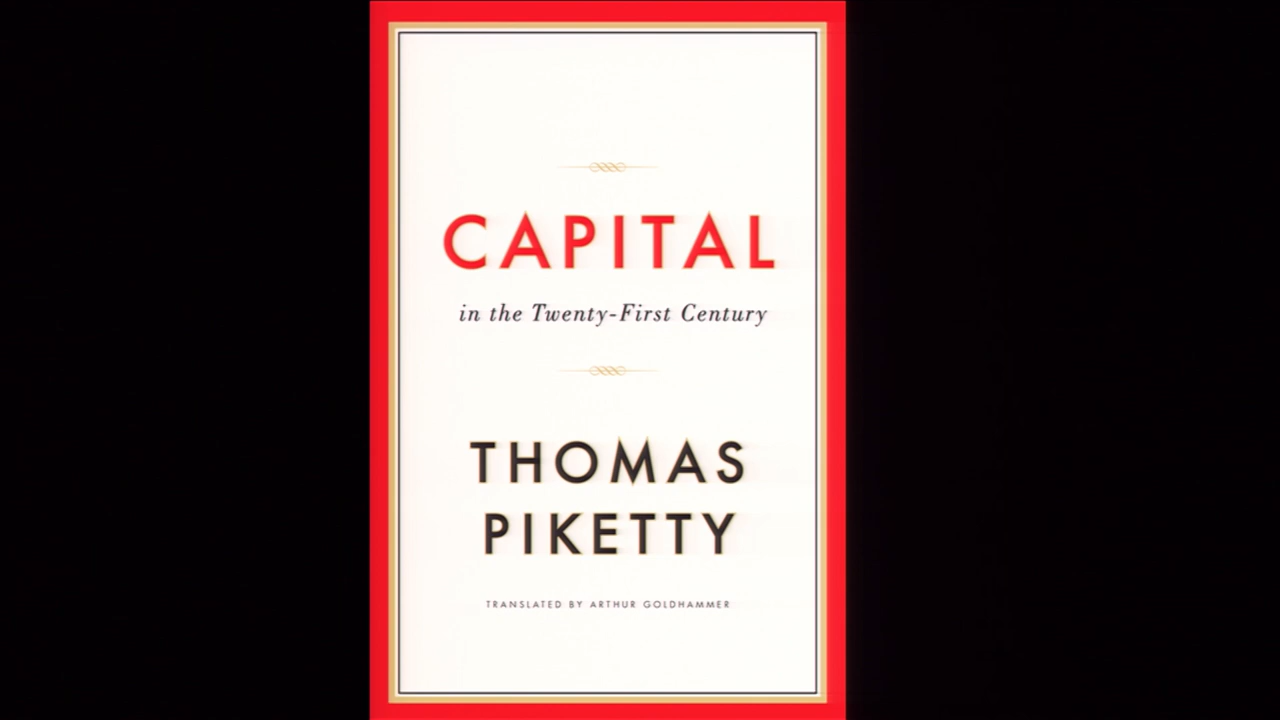 CAPITAL
in the Twenty-First Century
THOMAS
PIKETTY
TRANSLATED BY ARTHUR GOLDHAMMER